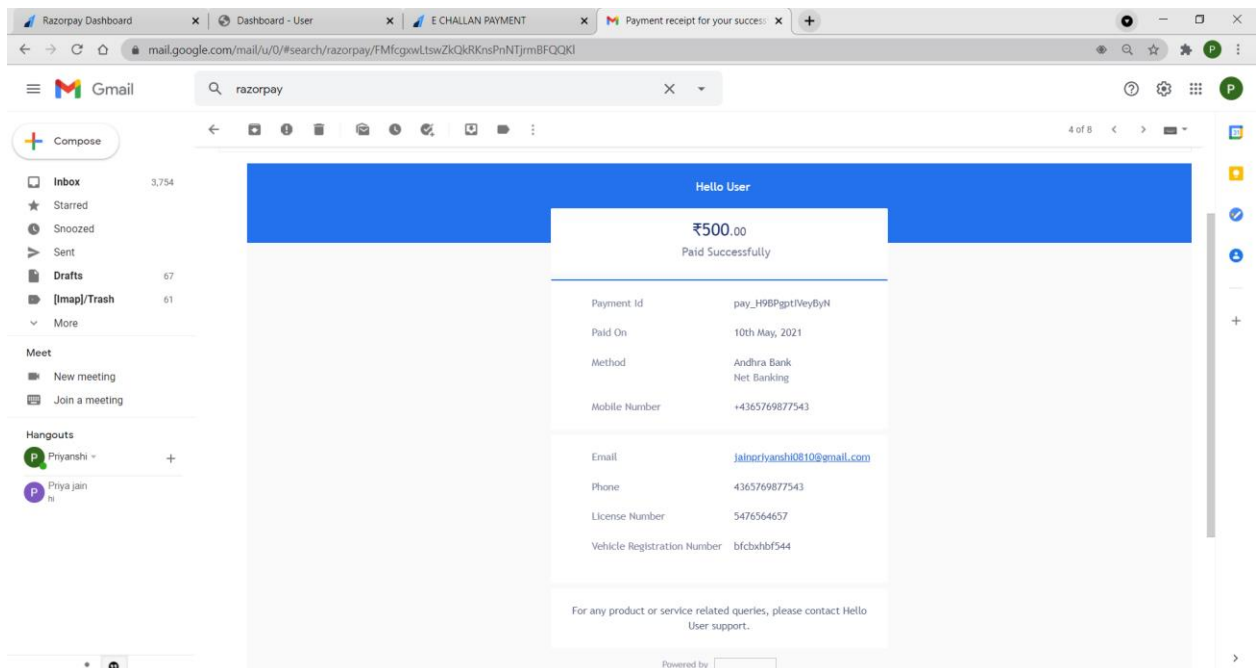 Razorpay Dashboard
Dashboard - User
E CHALLAN PAYMENT
Payment receipt for your success
mail.google.com/mail/u/0/#search/razorpay/FMfcgxwLtswZkQkRKnsPnNTjrmBFQQKl
P
Gmail
razorpay
P
Compose
4 of 8
31
Inbox 3,754
Starred
Snoozed
Sent
Drafts 67
[Imap]/Trash 61
More
Meet
New meeting
Join a meeting
Hangouts
P Priyanshi
P Priya jain
hi
Hello User
₹500.00
Paid Successfully
Payment Id pay_H9BPgptIVeyByN
Paid On 10th May, 2021
Method Andhra Bank
Net Banking
Mobile Number +4365769877543
Email jainpriyanshi0810@gmail.com
Phone 4365769877543
License Number 5476564657
Vehicle Registration Number bfcbxhbf544
For any product or service related queries, please contact Hello
User support.
Powered by